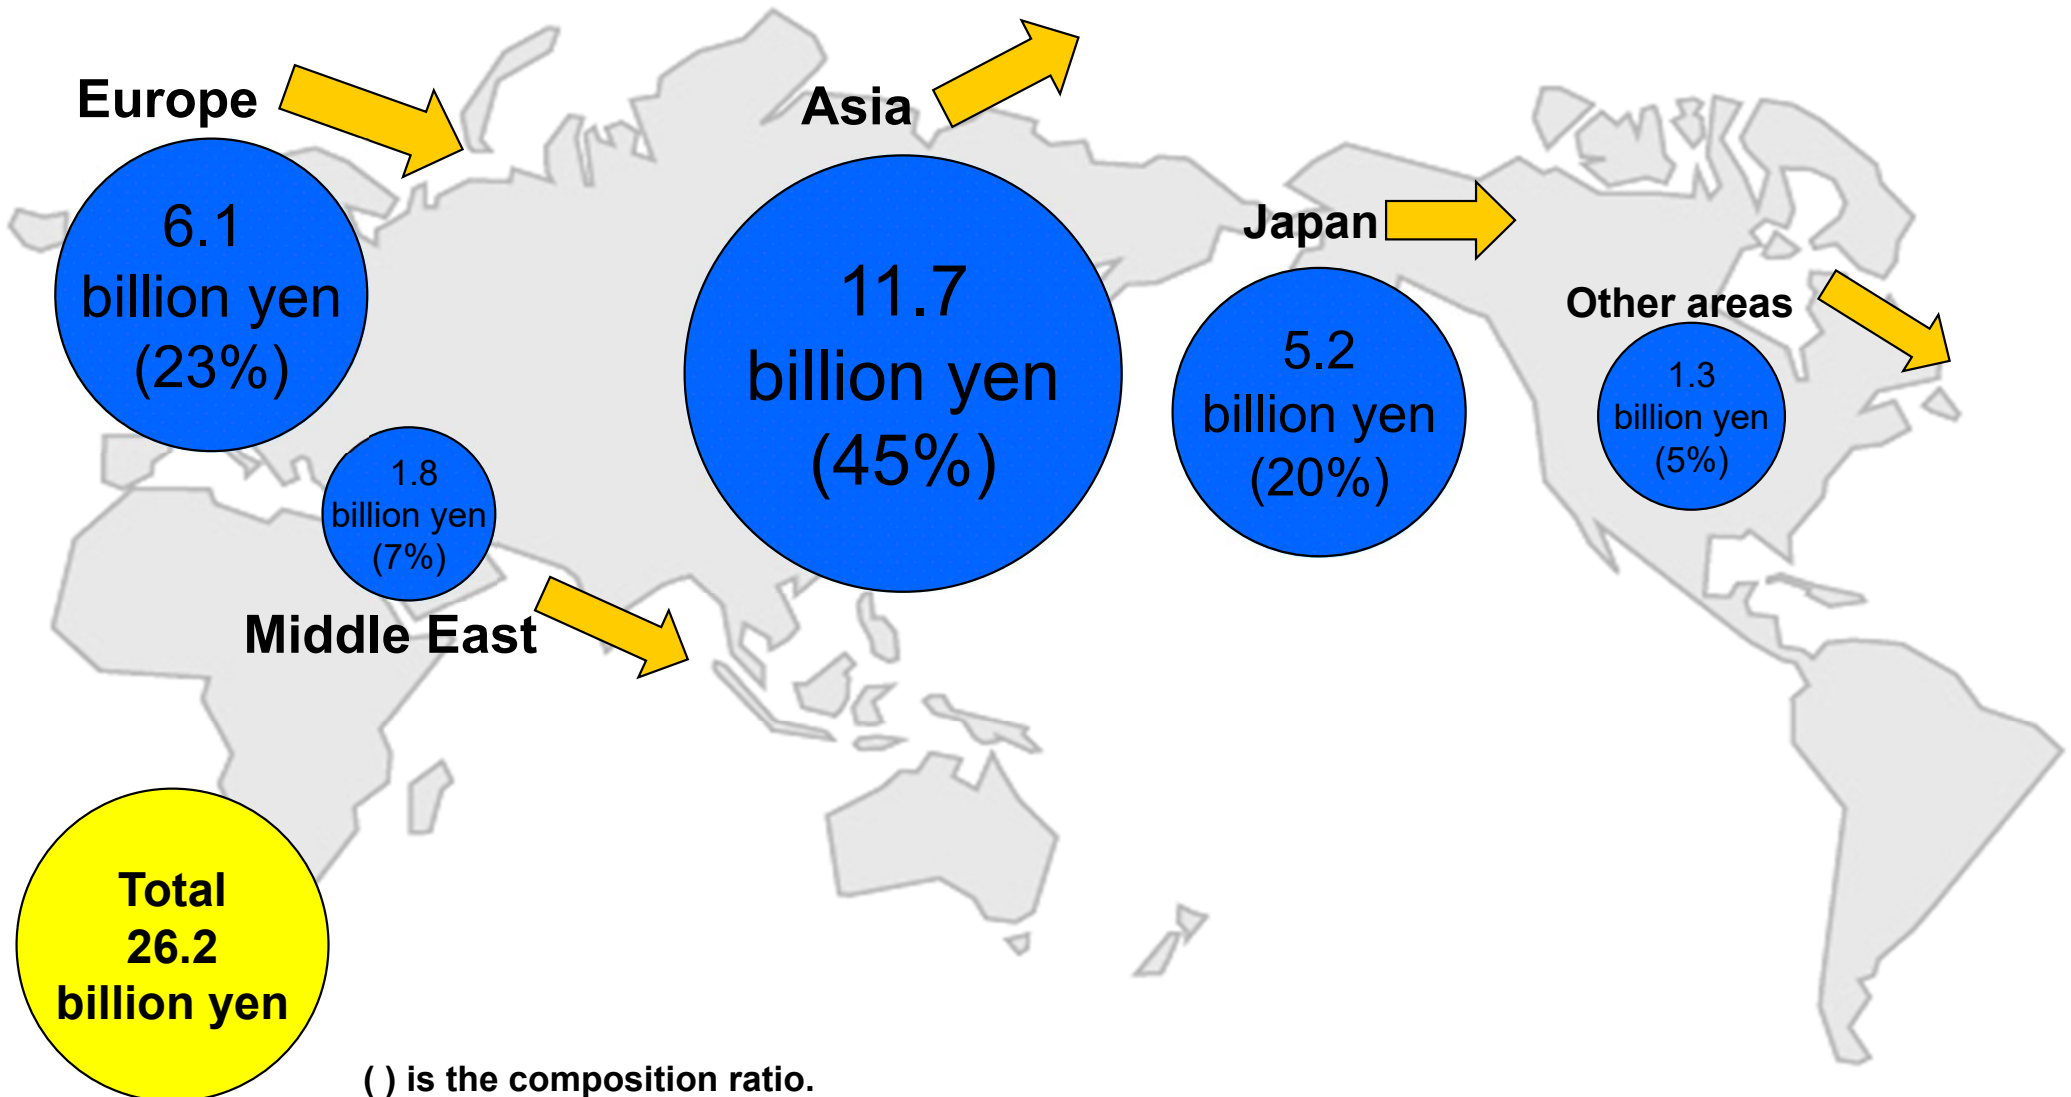 Europe
6.1
billion yen
(23%)
Asia
11.7
billion yen
(45%)
Japan
5.2
billion yen
(20%)
Other areas
1.3
billion yen
(5%)
1.8
billion yen
(7%)
Middle East
Total
26.2
billion yen
( ) is the composition ratio.